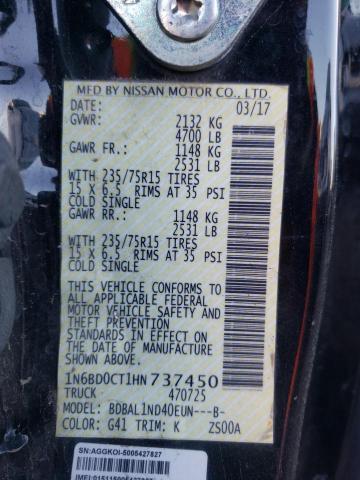 MFD BY NISSAN MOTOR CO., LTD.
DATE: 03/17
GVWR: 2132 KG
4700 LB
GAWR FR.: 1148 KG
2531 LB
WITH 235/75R15 TIRES
15 X 6.5 RIMS AT 35 PSI
COLD SINGLE
GAWR RR.: 1148 KG
2531 LB
WITH 235/75R15 TIRES
15 X 6.5 RIMS AT 35 PSI
COLD SINGLE
THIS VEHICLE CONFORMS TO
ALL APPLICABLE FEDERAL
MOTOR VEHICLE SAFETY AND
THEFT PREVENTION STANDARDS
IN EFFECT ON THE DATE OF
MANUFACTURE SHOWN ABOVE.
1N6BD0CT1HN737450
TRUCK 470725
MODEL: BDBAL1ND40EUN---B-
COLOR: G41 TRIM: K ZS00A
SN:AGGKOI-5005427827